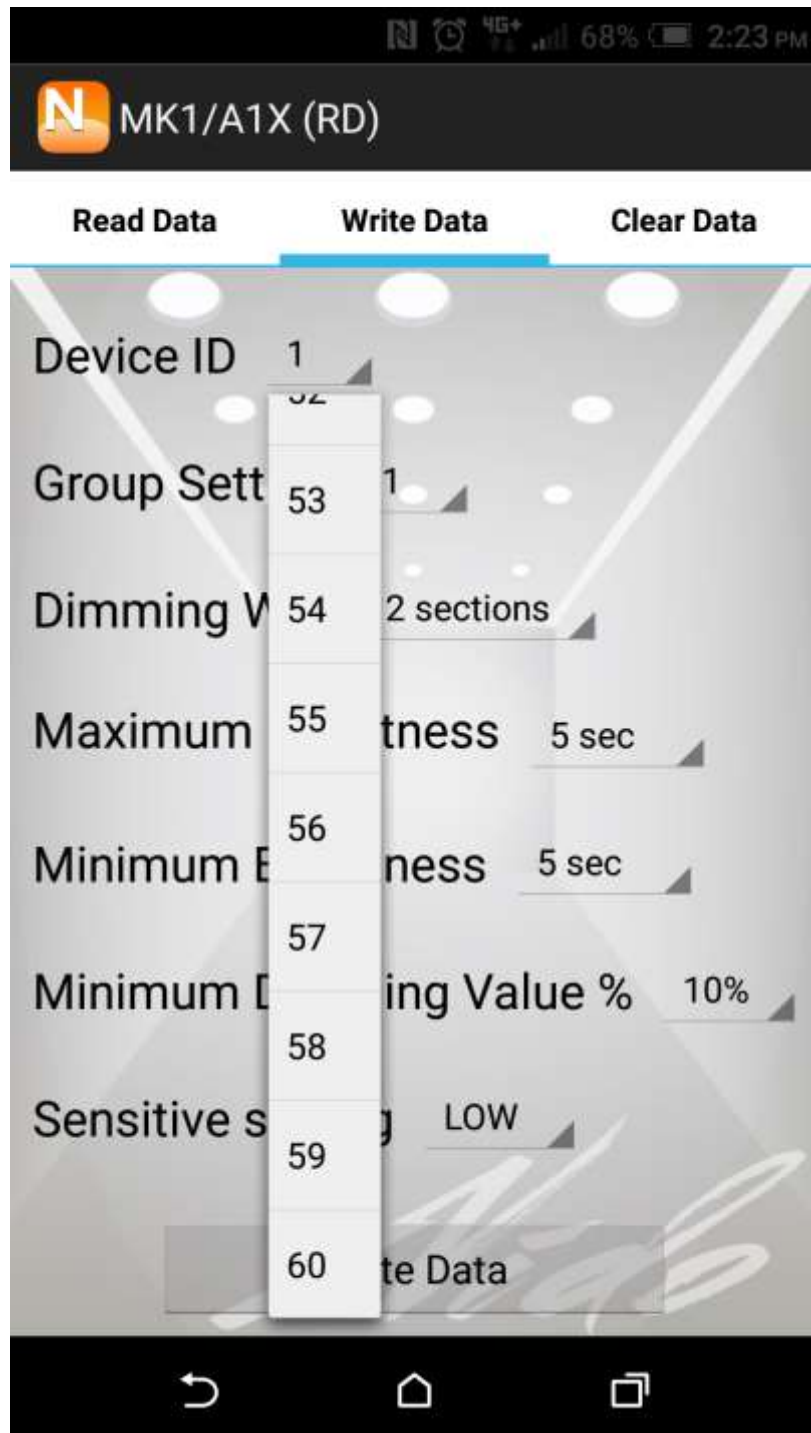 4G+ 68% 2:23 PM
N MK1/A1X (RD)
Read Data Write Data Clear Data
Device ID 1
53
Group Sett 1
54
Dimming 2 sections
55
Maximum tness 5 sec
56
Minimum ness 5 sec
57
Minimum ing Value % 10%
58
Sensitive s g LOW
59
60
te Data